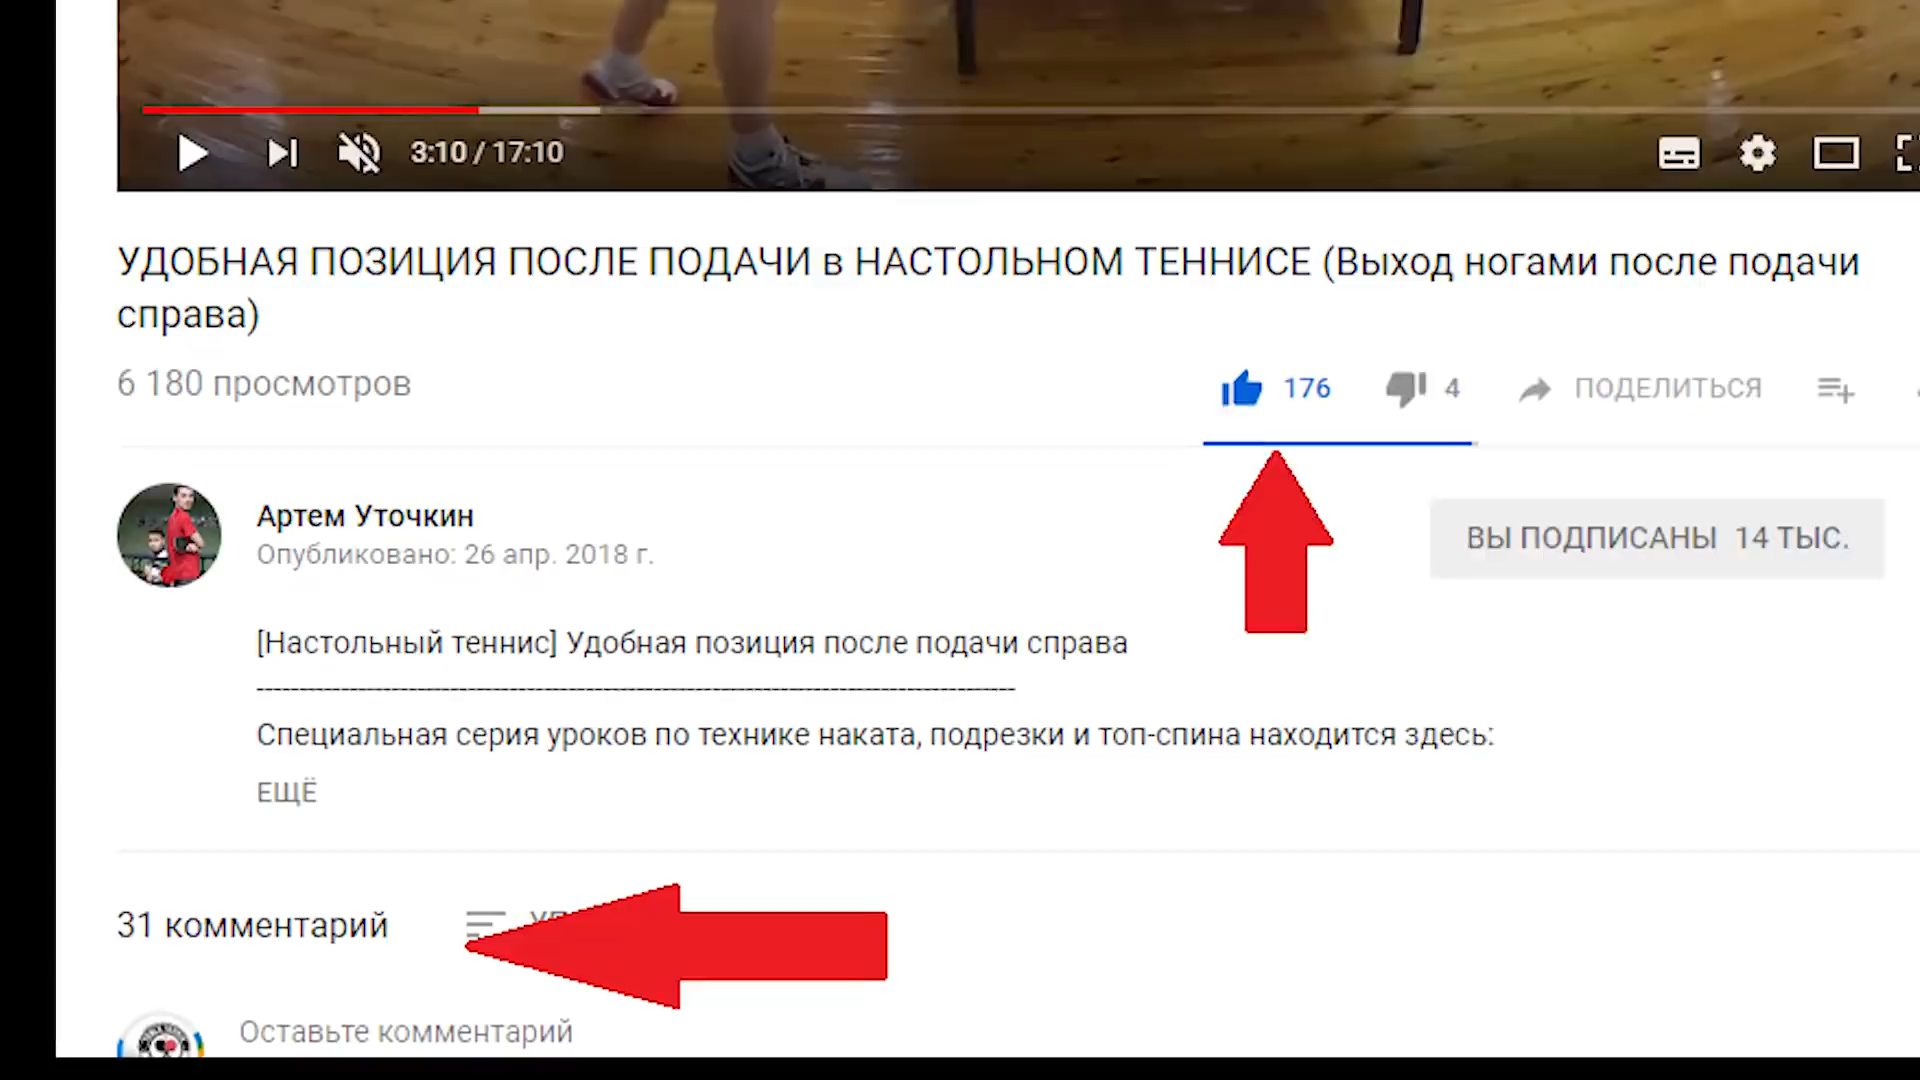 3:10 / 17:10
УДОБНАЯ ПОЗИЦИЯ ПОСЛЕ ПОДАЧИ в НАСТОЛЬНОМ ТЕННИСЕ (Выход ногами после подачи
справа)
6 180 просмотров
176
4
ПОДЕЛИТЬСЯ
Артем Уточкин
Опубликовано: 26 апр. 2018 г.
ВЫ ПОДПИСАНЫ 14 ТЫС.
[Настольный теннис] Удобная позиция после подачи справа
------------------------------------------------------------------------------------------
Специальная серия уроков по технике наката, подрезки и топ-спина находится здесь:
ЕЩЁ
31 комментарий
Оставьте комментарий